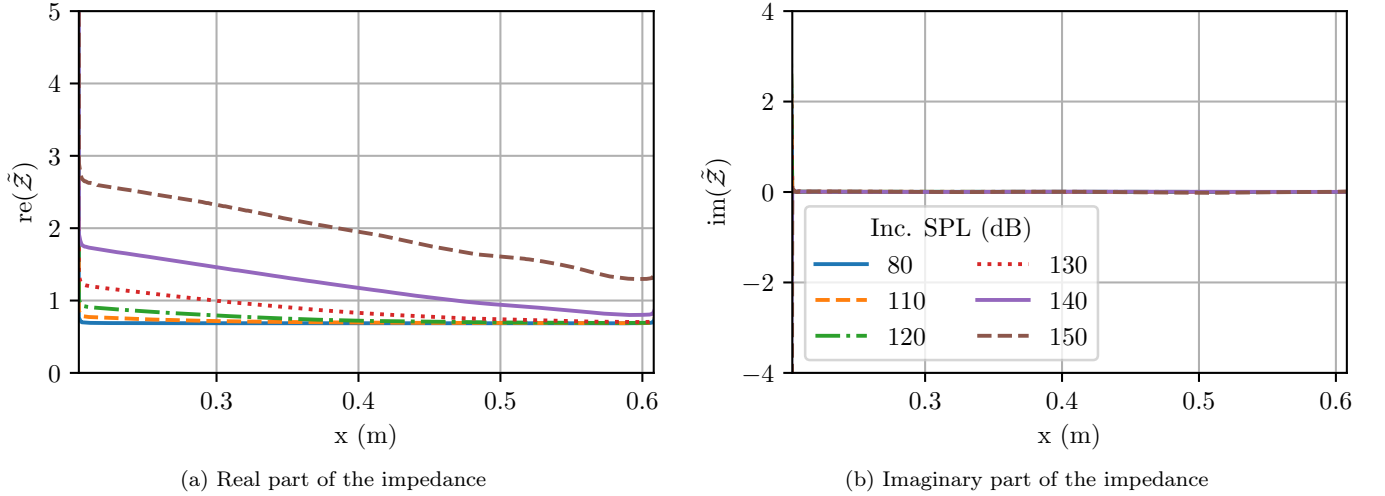 5
4
3
2
1
0
re(𝒵̃)
0.3 0.4 0.5 0.6
x (m)
(a) Real part of the impedance
4
2
0
−2
−4
im(𝒵̃)
Inc. SPL (dB)
80 130
110 140
120 150
0.3 0.4 0.5 0.6
x (m)
(b) Imaginary part of the impedance